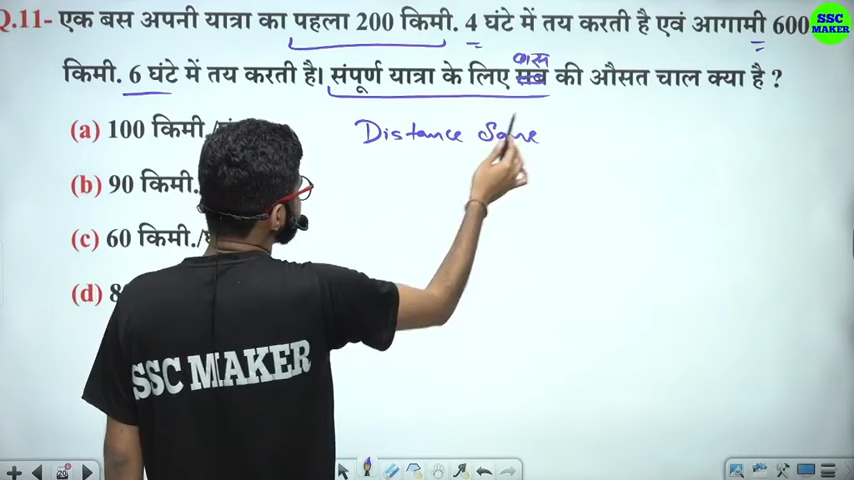 Q.11- एक बस अपनी यात्रा का पहला 200 किमी. 4 घंटे में तय करती है एवं आगामी 600
SSC MAKER
बस
किमी. 6 घंटे में तय करती है। संपूर्ण यात्रा के लिए सब की औसत चाल क्या है ?
(a) 100 किमी./
Distance Same
(b) 90 किमी.
(c) 60 किमी./घ
(d) 8
SSC MAKER